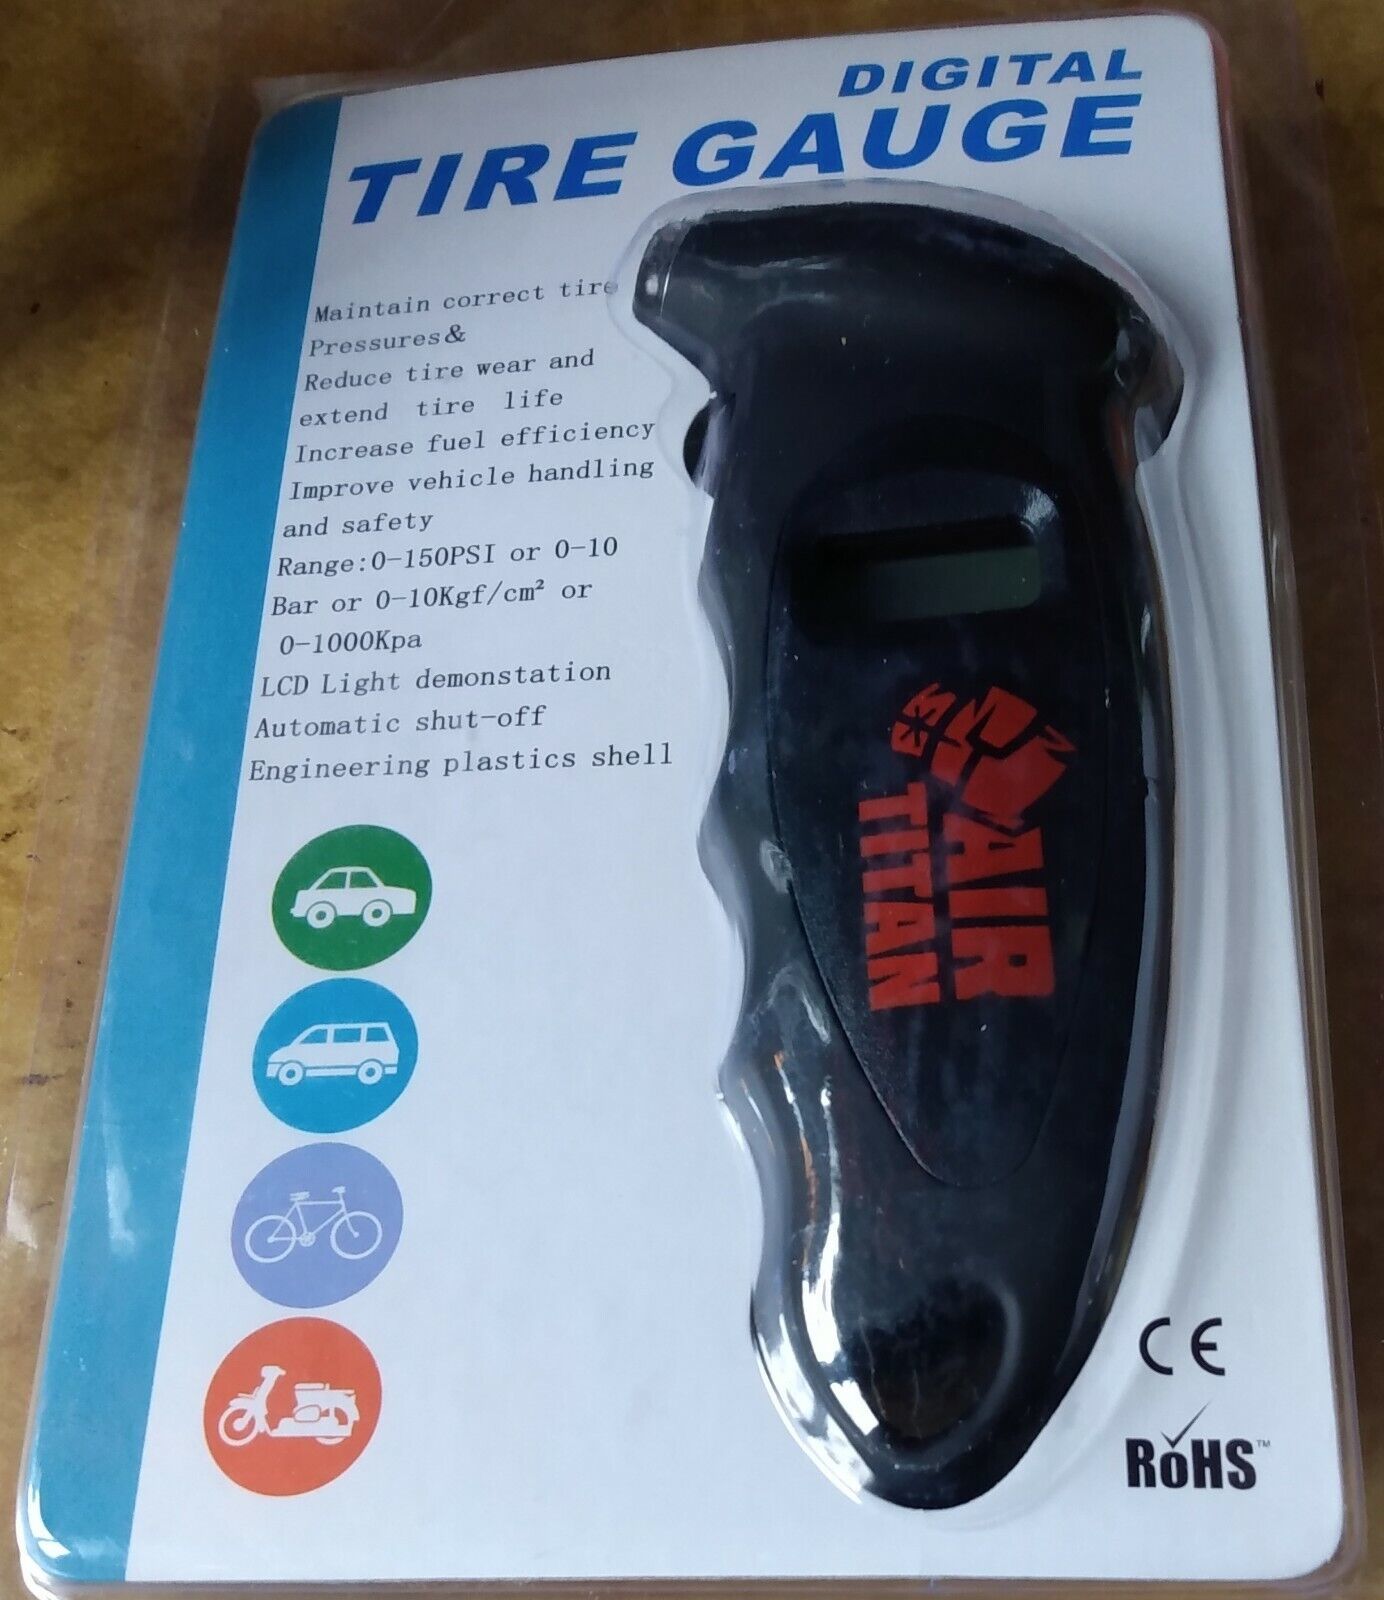 DIGITAL
TIRE GAUGE
Maintain correct tire
Pressures&
Reduce tire wear and
extend tire life
Increase fuel efficiency
Improve vehicle handling
and safety
Range:0-150PSI or 0-10
Bar or 0-10Kgf/cm² or
0-1000Kpa
LCD Light demonstation
Automatic shut-off
Engineering plastics shell
AIR
TITAN
CE
RoHS™